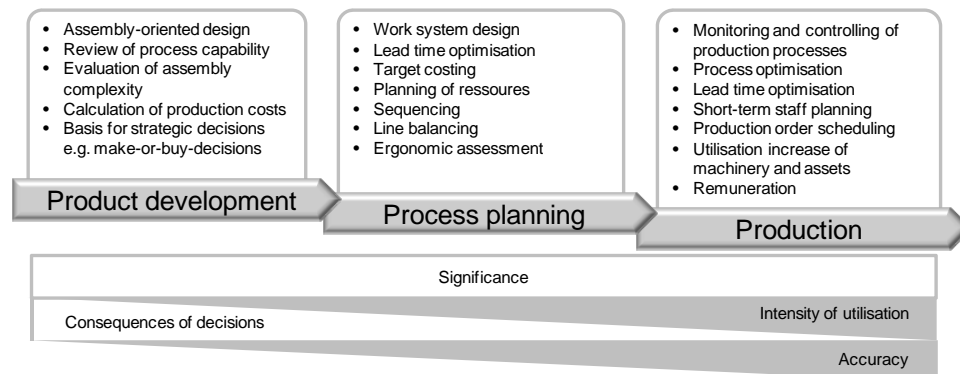 • Assembly-oriented design
• Review of process capability
• Evaluation of assembly
complexity
• Calculation of production costs
• Basis for strategic decisions
e.g. make-or-buy-decisions
Product development
• Work system design
• Lead time optimisation
• Target costing
• Planning of ressoures
• Sequencing
• Line balancing
• Ergonomic assessment
Process planning
• Monitoring and controlling of
production processes
• Process optimisation
• Lead time optimisation
• Short-term staff planning
• Production order scheduling
• Utilisation increase of
machinery and assets
• Remuneration
Production
Significance
Consequences of decisions
Intensity of utilisation
Accuracy